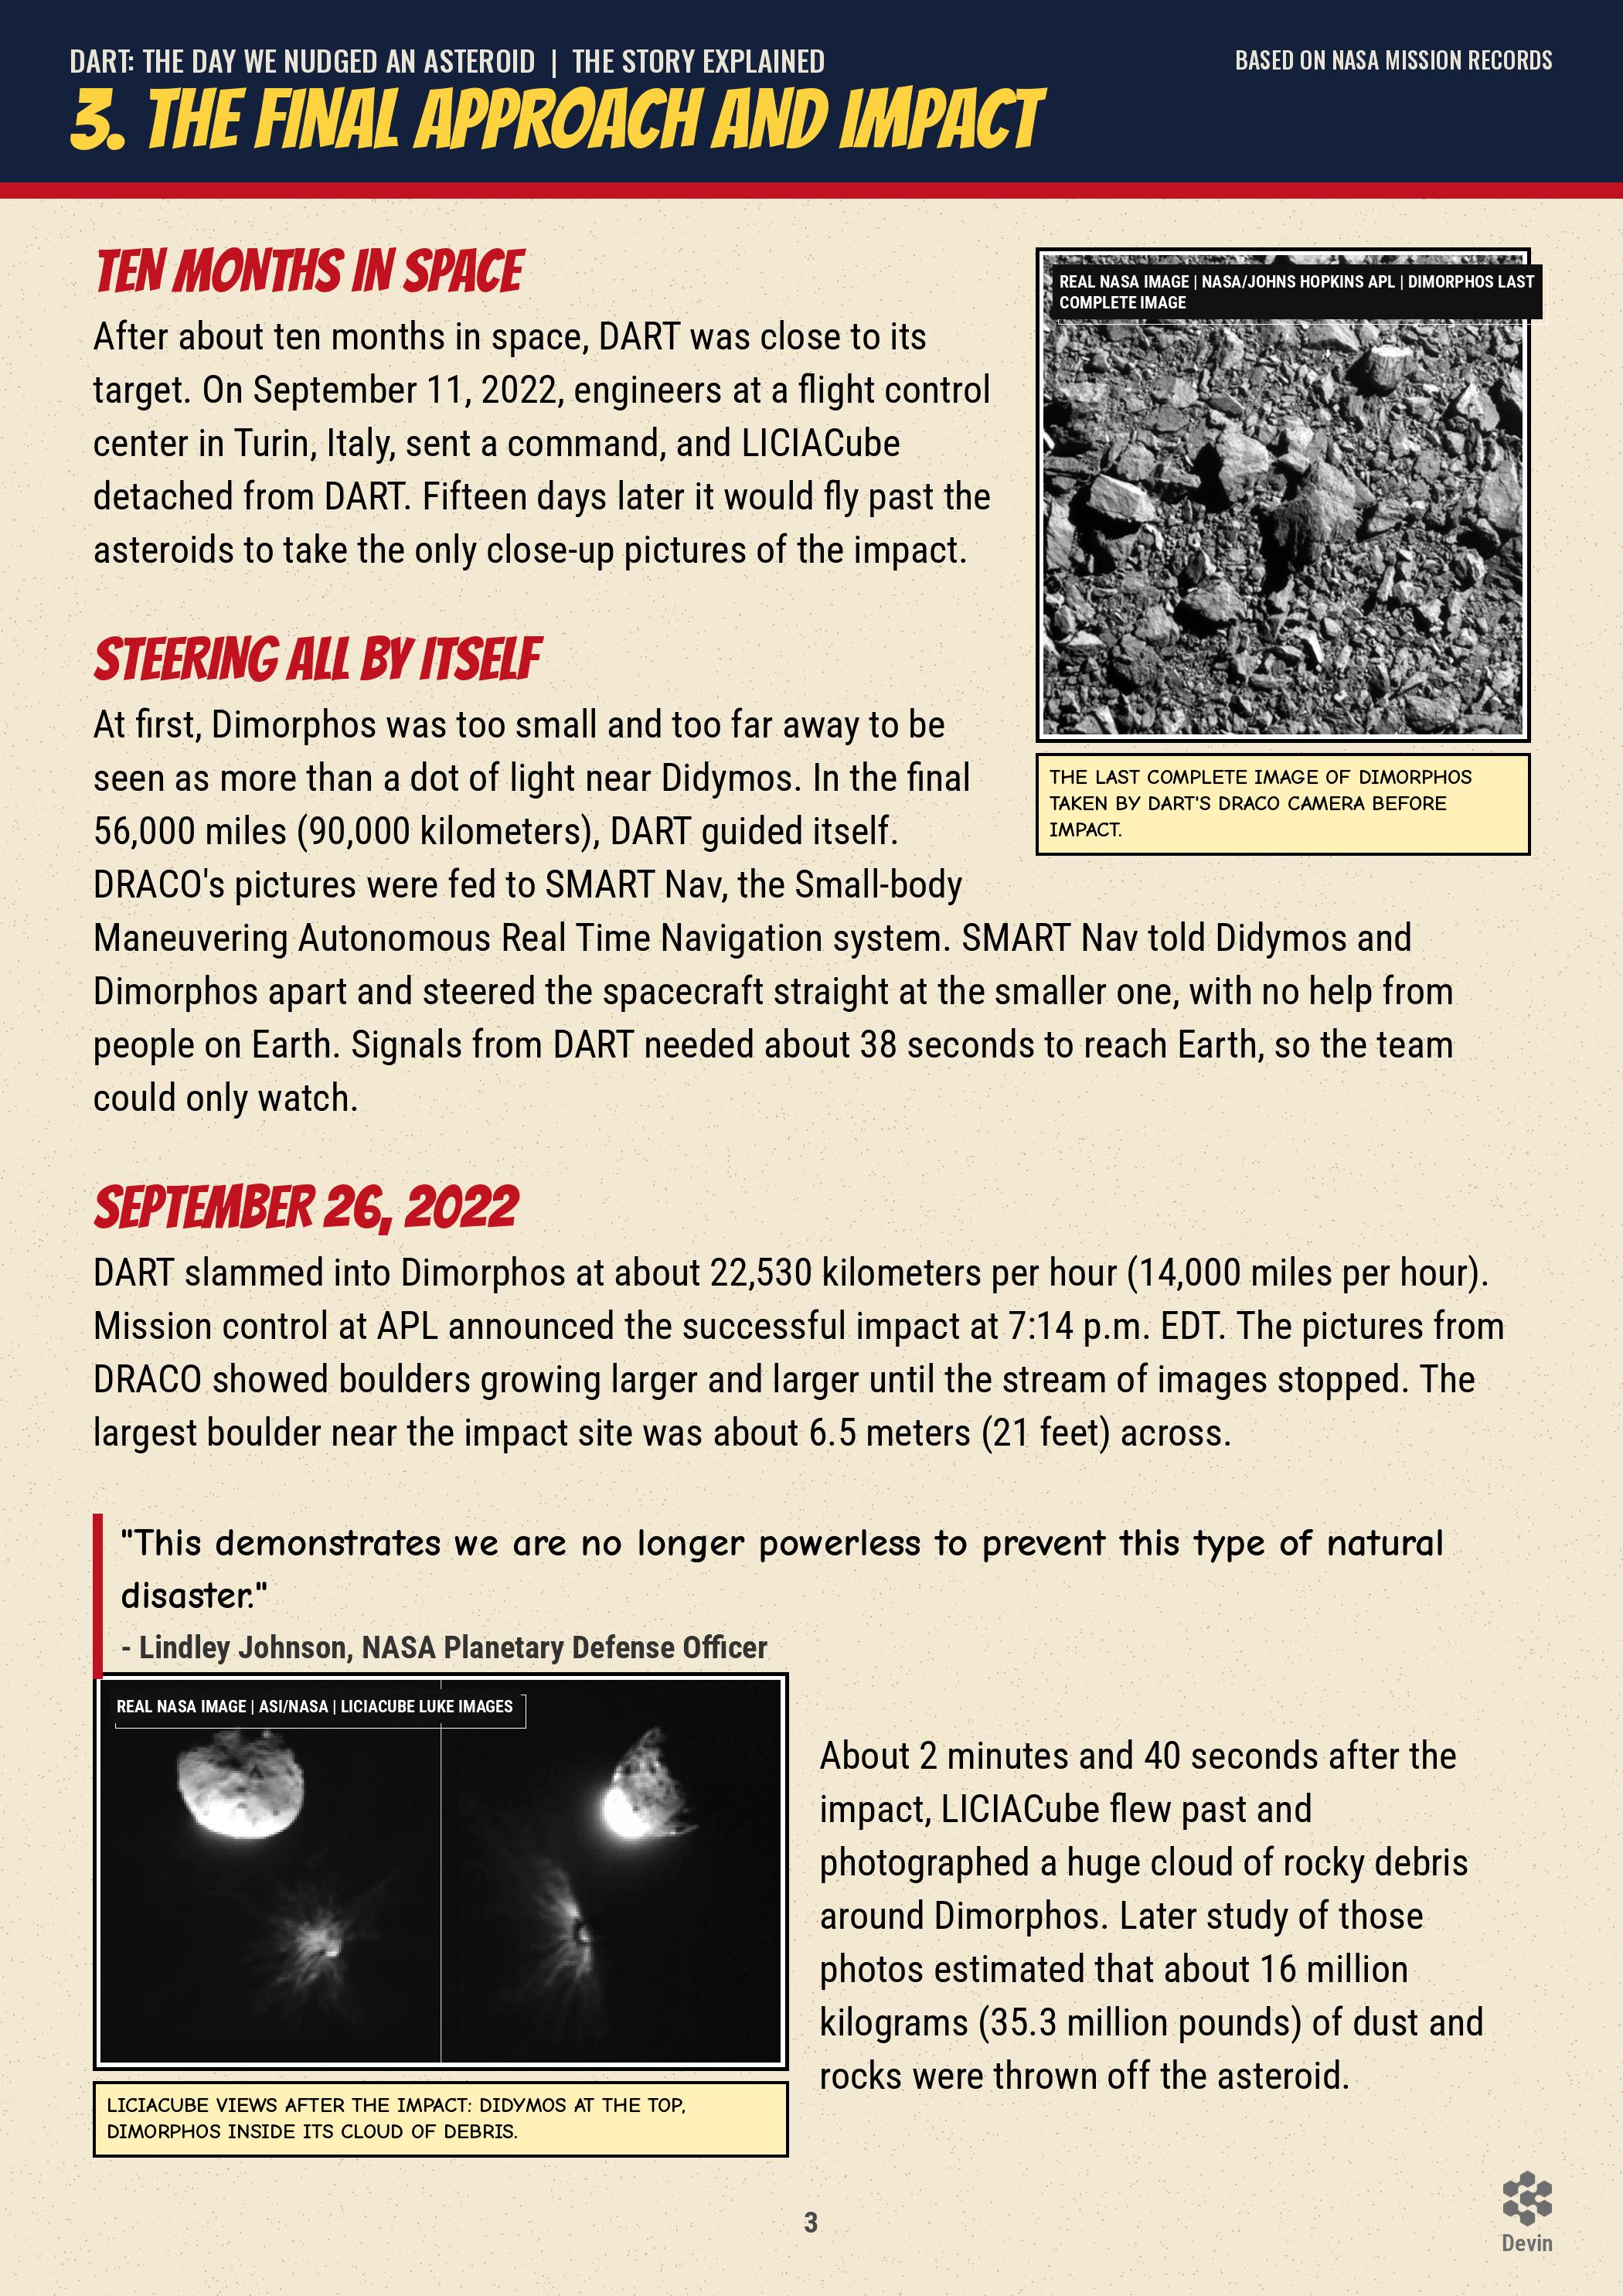 DART: THE DAY WE NUDGED AN ASTEROID | THE STORY EXPLAINED
BASED ON NASA MISSION RECORDS
3. THE FINAL APPROACH AND IMPACT
TEN MONTHS IN SPACE
After about ten months in space, DART was close to its
target. On September 11, 2022, engineers at a flight control
center in Turin, Italy, sent a command, and LICIACube
detached from DART. Fifteen days later it would fly past the
asteroids to take the only close-up pictures of the impact.
REAL NASA IMAGE | NASA/JOHNS HOPKINS APL | DIMORPHOS LAST
COMPLETE IMAGE
THE LAST COMPLETE IMAGE OF DIMORPHOS
TAKEN BY DART'S DRACO CAMERA BEFORE
IMPACT.
STEERING ALL BY ITSELF
At first, Dimorphos was too small and too far away to be
seen as more than a dot of light near Didymos. In the final
56,000 miles (90,000 kilometers), DART guided itself.
DRACO's pictures were fed to SMART Nav, the Small-body
Maneuvering Autonomous Real Time Navigation system. SMART Nav told Didymos and
Dimorphos apart and steered the spacecraft straight at the smaller one, with no help from
people on Earth. Signals from DART needed about 38 seconds to reach Earth, so the team
could only watch.
SEPTEMBER 26, 2022
DART slammed into Dimorphos at about 22,530 kilometers per hour (14,000 miles per hour).
Mission control at APL announced the successful impact at 7:14 p.m. EDT. The pictures from
DRACO showed boulders growing larger and larger until the stream of images stopped. The
largest boulder near the impact site was about 6.5 meters (21 feet) across.
"This demonstrates we are no longer powerless to prevent this type of natural
disaster."
- Lindley Johnson, NASA Planetary Defense Officer
REAL NASA IMAGE | ASI/NASA | LICIACUBE LUKE IMAGES
LICIACUBE VIEWS AFTER THE IMPACT: DIDYMOS AT THE TOP,
DIMORPHOS INSIDE ITS CLOUD OF DEBRIS.
About 2 minutes and 40 seconds after the
impact, LICIACube flew past and
photographed a huge cloud of rocky debris
around Dimorphos. Later study of those
photos estimated that about 16 million
kilograms (35.3 million pounds) of dust and
rocks were thrown off the asteroid.
3
Devin